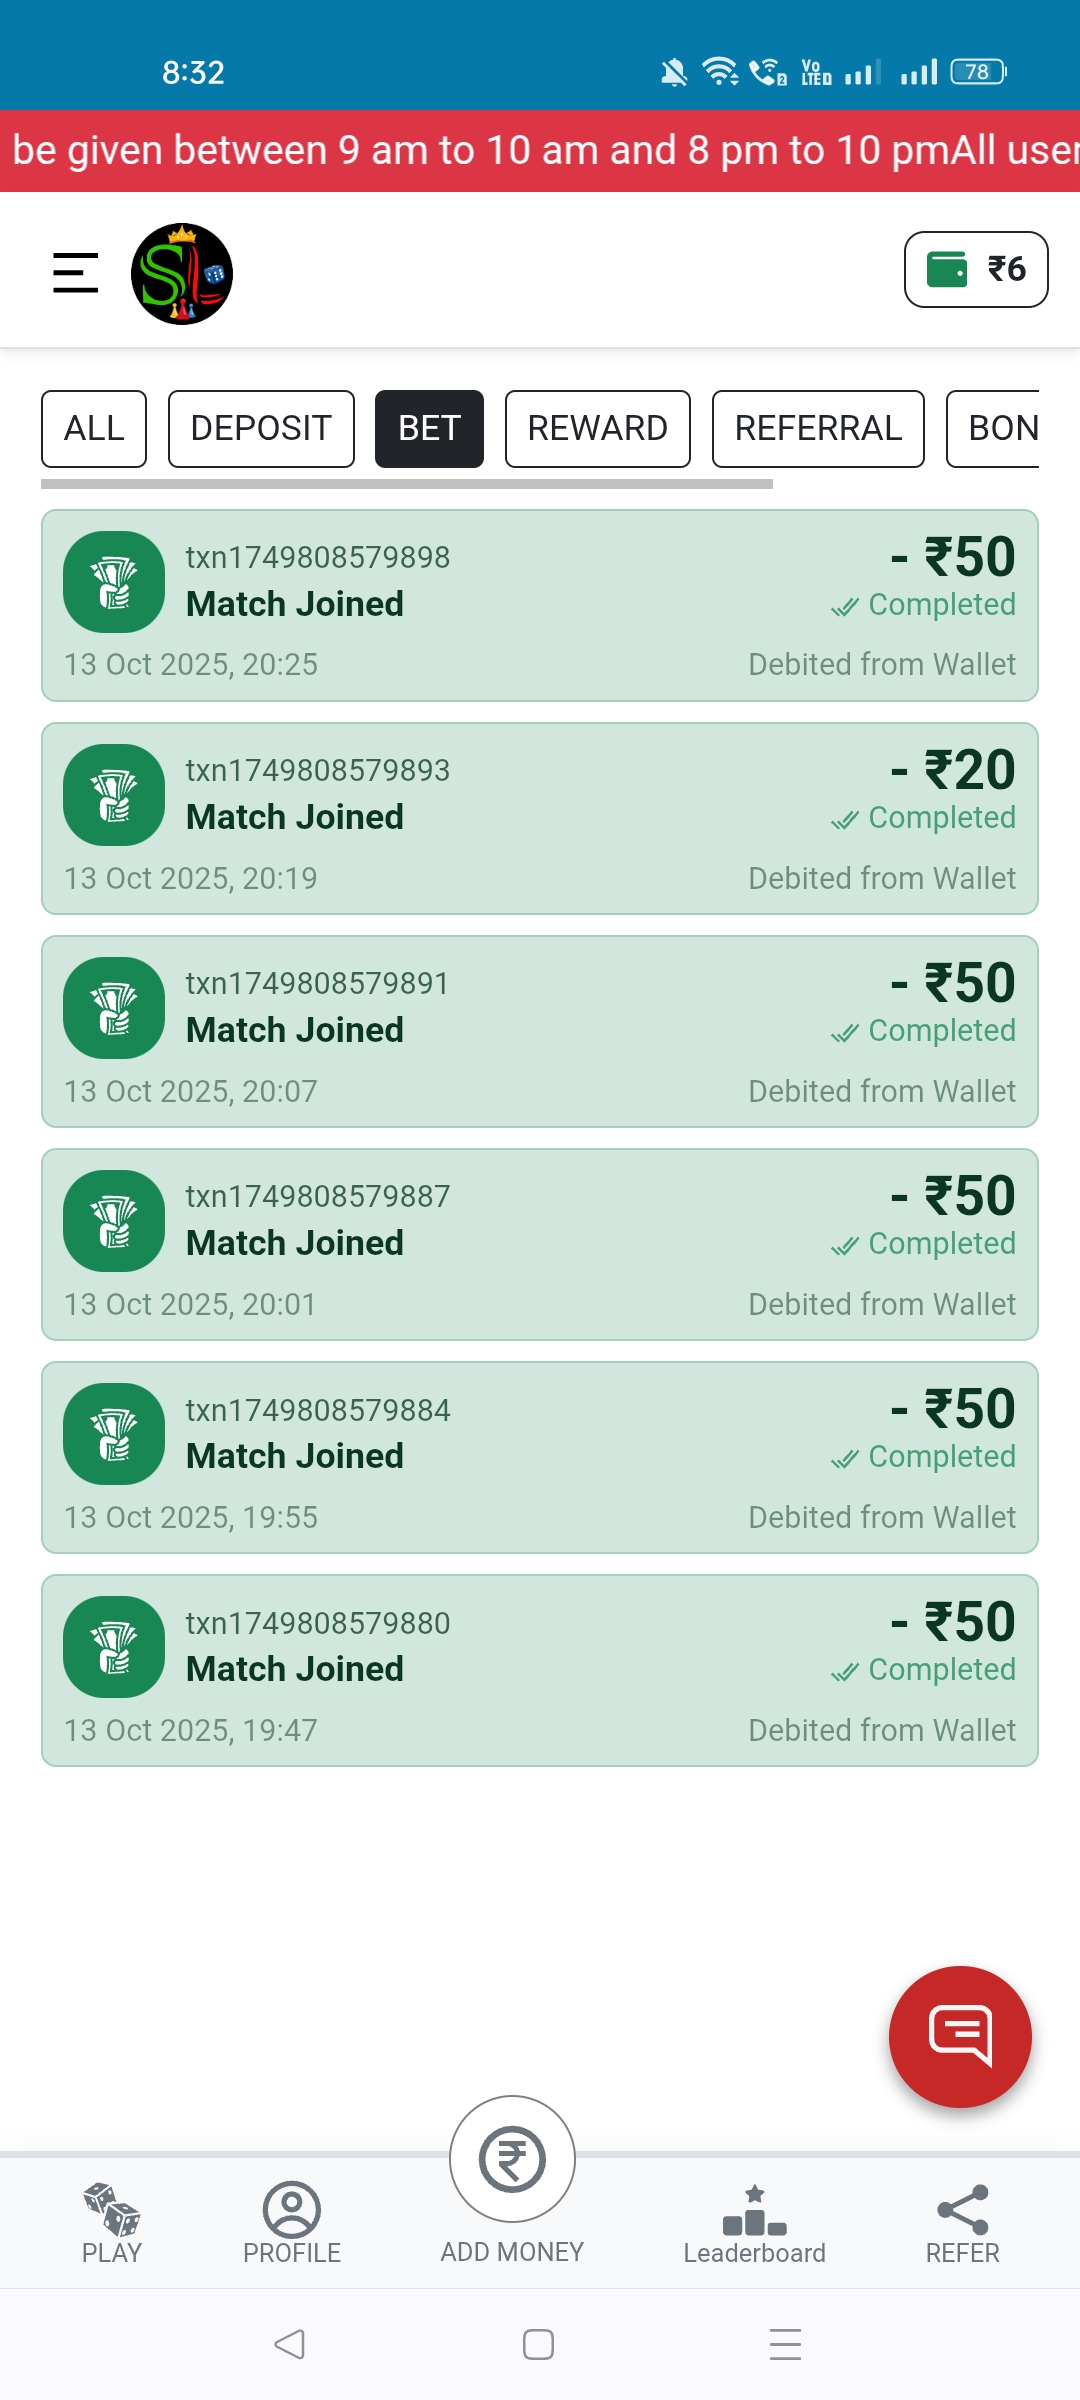 8:32
2
Vo
LTED
78
be given between 9 am to 10 am and 8 pm to 10 pmAll user
SL
₹6
ALL DEPOSIT BET REWARD REFERRAL BON
txn1749808579898
- ₹50
Match Joined
Completed
13 Oct 2025, 20:25
Debited from Wallet
txn1749808579893
- ₹20
Match Joined
Completed
13 Oct 2025, 20:19
Debited from Wallet
txn1749808579891
- ₹50
Match Joined
Completed
13 Oct 2025, 20:07
Debited from Wallet
txn1749808579887
- ₹50
Match Joined
Completed
13 Oct 2025, 20:01
Debited from Wallet
txn1749808579884
- ₹50
Match Joined
Completed
13 Oct 2025, 19:55
Debited from Wallet
txn1749808579880
- ₹50
Match Joined
Completed
13 Oct 2025, 19:47
Debited from Wallet
₹
PLAY PROFILE ADD MONEY Leaderboard REFER